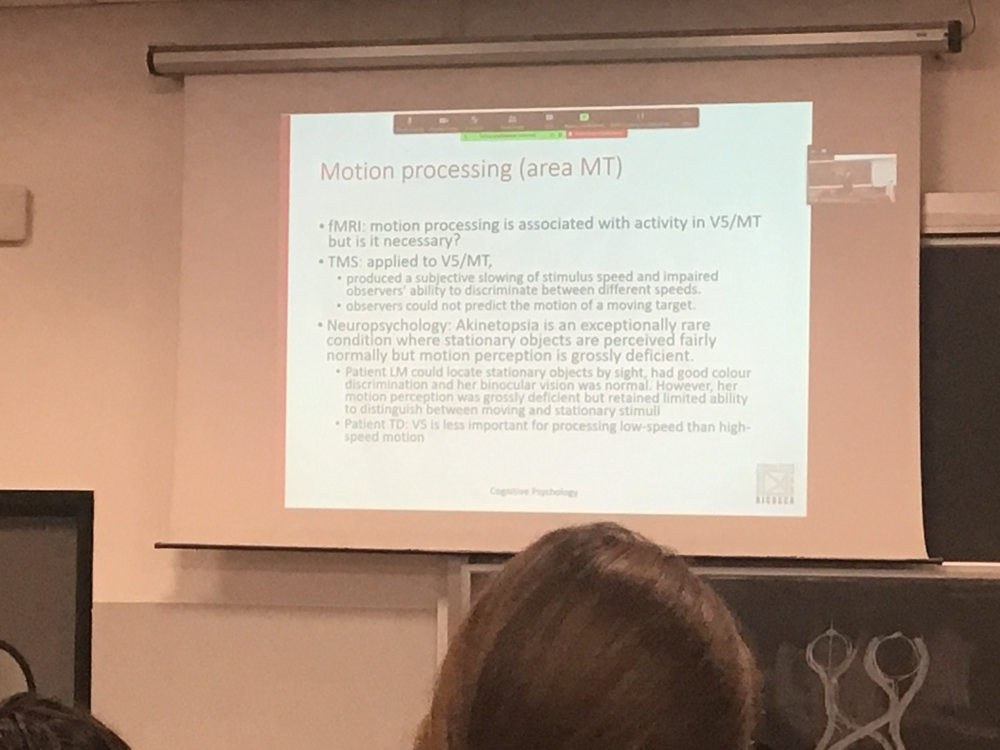 Motion processing (area MT)
• fMRI: motion processing is associated with activity in V5/MT
but is it necessary?
• TMS: applied to V5/MT,
• produced a subjective slowing of stimulus speed and impaired
observers' ability to discriminate between different speeds.
• observers could not predict the motion of a moving target.
• Neuropsychology: Akinetopsia is an exceptionally rare
condition where stationary objects are perceived fairly
normally but motion perception is grossly deficient.
• Patient LM could locate stationary objects by sight, had good colour
discrimination and her binocular vision was normal. However, her
motion perception was grossly deficient but retained limited ability
to distinguish between moving and stationary stimuli
• Patient TD: V5 is less important for processing low-speed than high-
speed motion
Cognitive Psychology
BICOCCA